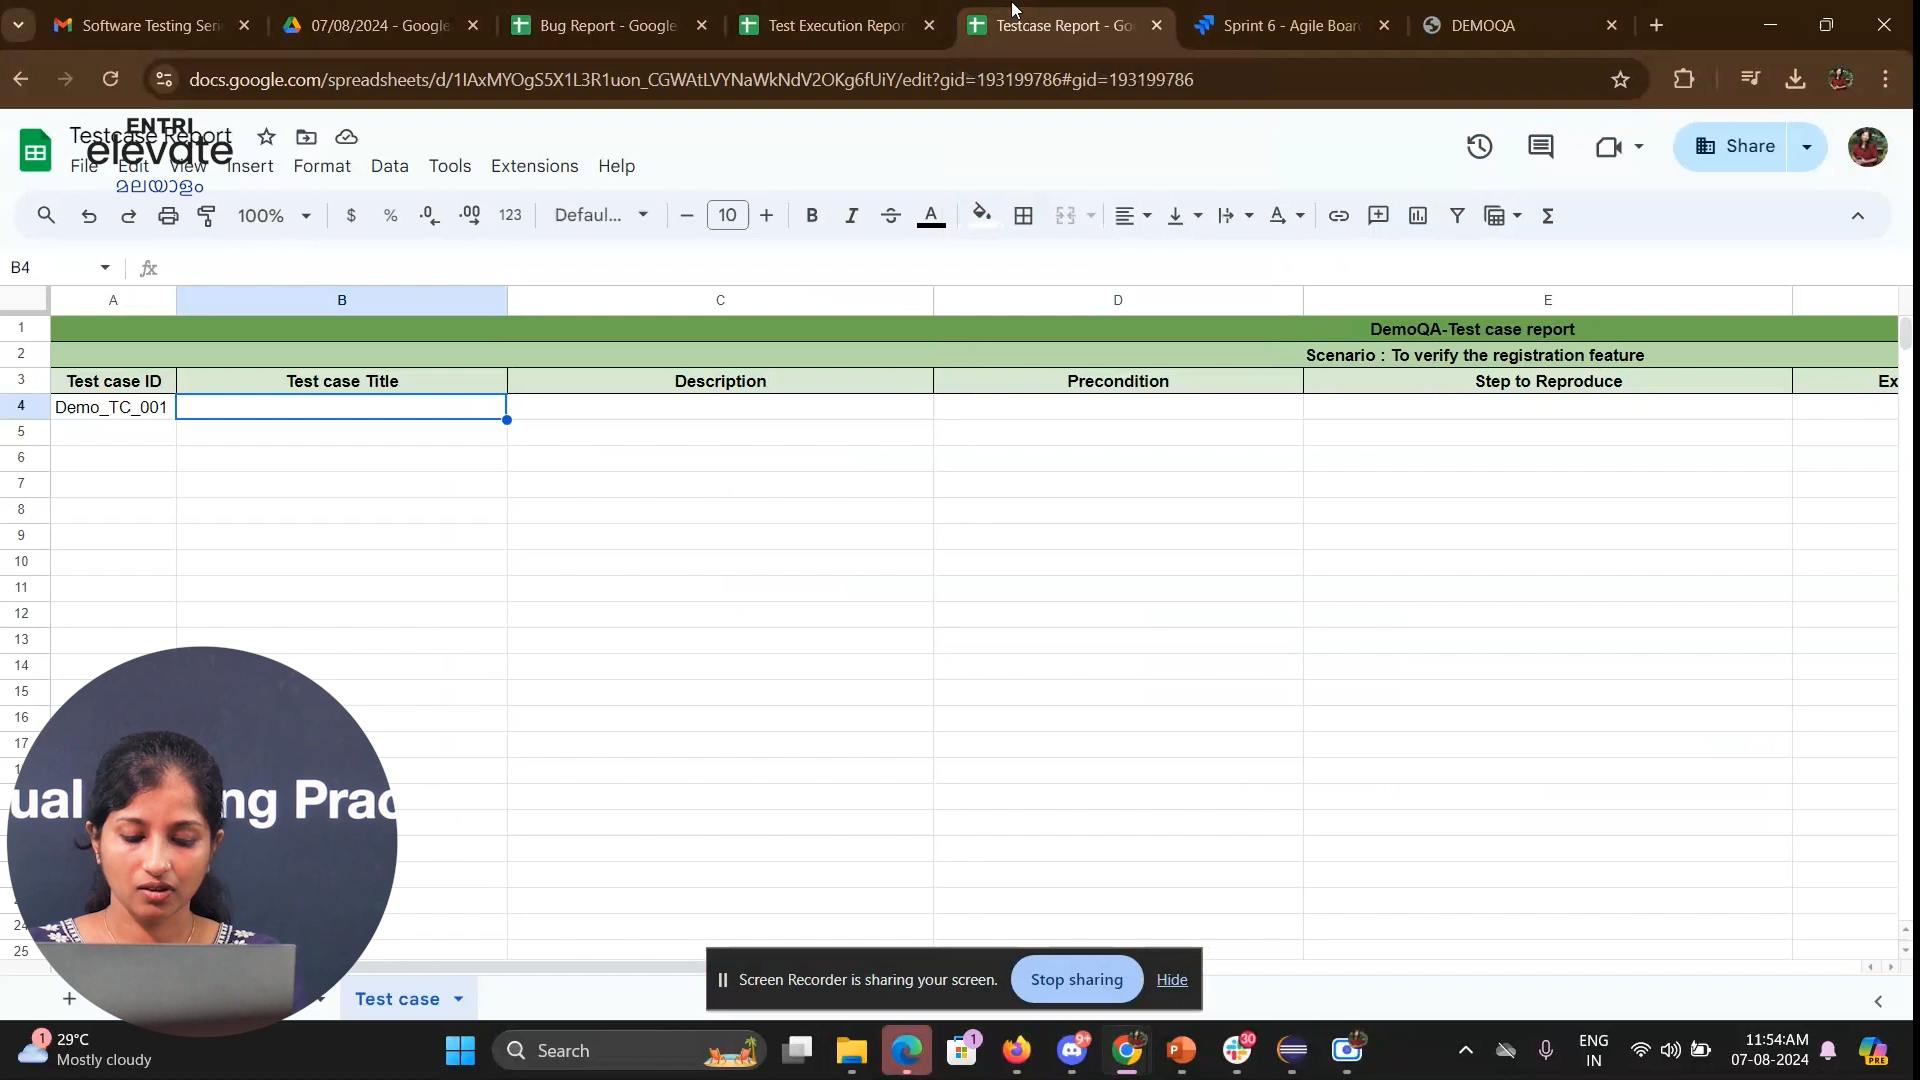 Software Testing Seri
07/08/2024 - Google
Bug Report - Google
Test Execution Repor
Testcase Report - Go
Sprint 6 - Agile Boar
DEMOQA
docs.google.com/spreadsheets/d/1IAxMYOgS5X1L3R1uon_CGWAtLVYNaWkNdV2OKg6fUiY/edit?gid=193199786#gid=193199786
Testcase Report
ENTRI
elevate
മലയാളം
File Edit View Insert Format Data Tools Extensions Help
Share
100% $ % .0 .00 123 Defaul... 10 B I A
B4 fx
A B C D E
1 DemoQA-Test case report
2 Scenario : To verify the registration feature
3 Test case ID Test case Title Description Precondition Step to Reproduce Ex
4 Demo_TC_001
5
6
7
8
9
10
11
12
13
14
15
16
17
24
25
ual ng Prac
Screen Recorder is sharing your screen. Stop sharing Hide
Test case
1 29°C
Mostly cloudy
Search
1
9+
30
ENG
IN
11:54:AM
07-08-2024
PRE